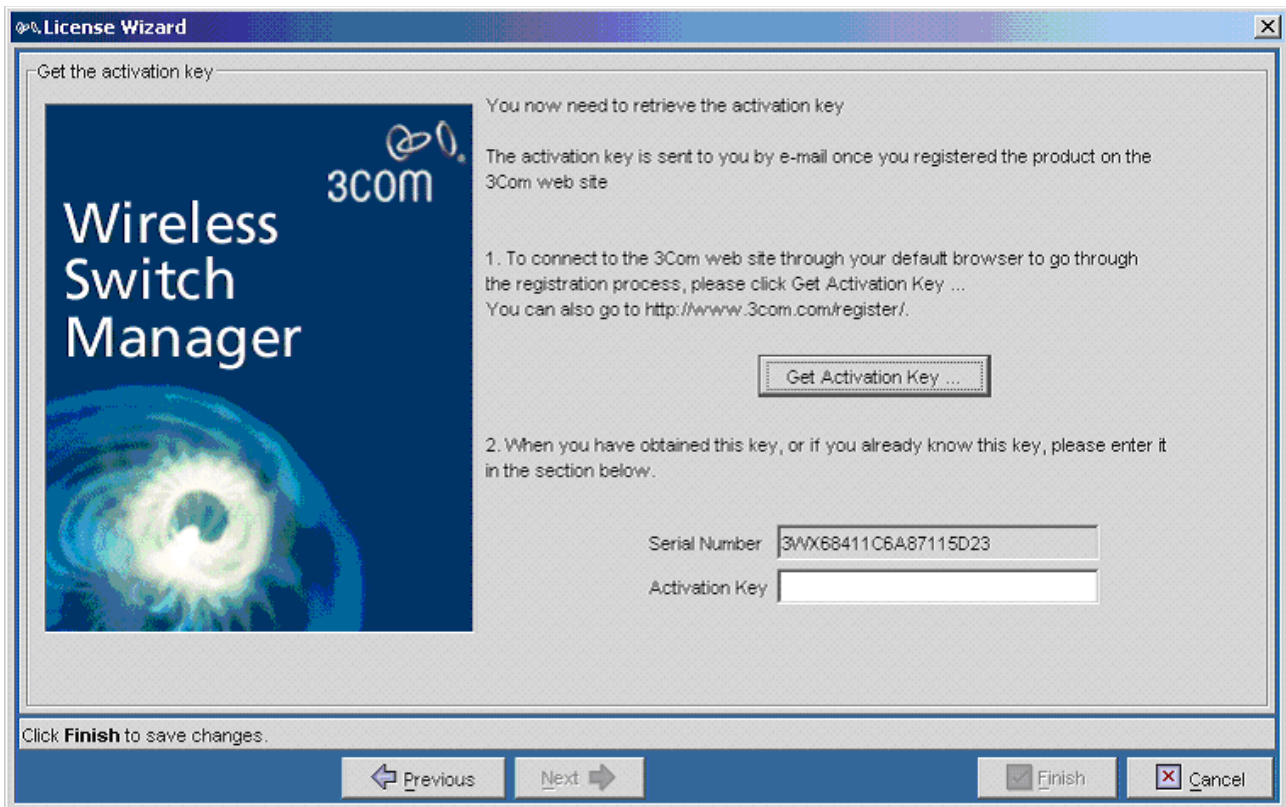 License Wizard
Get the activation key
3COM
Wireless
Switch
Manager
You now need to retrieve the activation key
The activation key is sent to you by e-mail once you registered the product on the
3Com web site
1. To connect to the 3Com web site through your default browser to go through
the registration process, please click Get Activation Key ...
You can also go to http://www.3com.com/register/.
Get Activation Key ...
2. When you have obtained this key, or if you already know this key, please enter it
in the section below.
Serial Number 3WX68411C6A87115D23
Activation Key
Click Finish to save changes.
Previous Next Finish Cancel